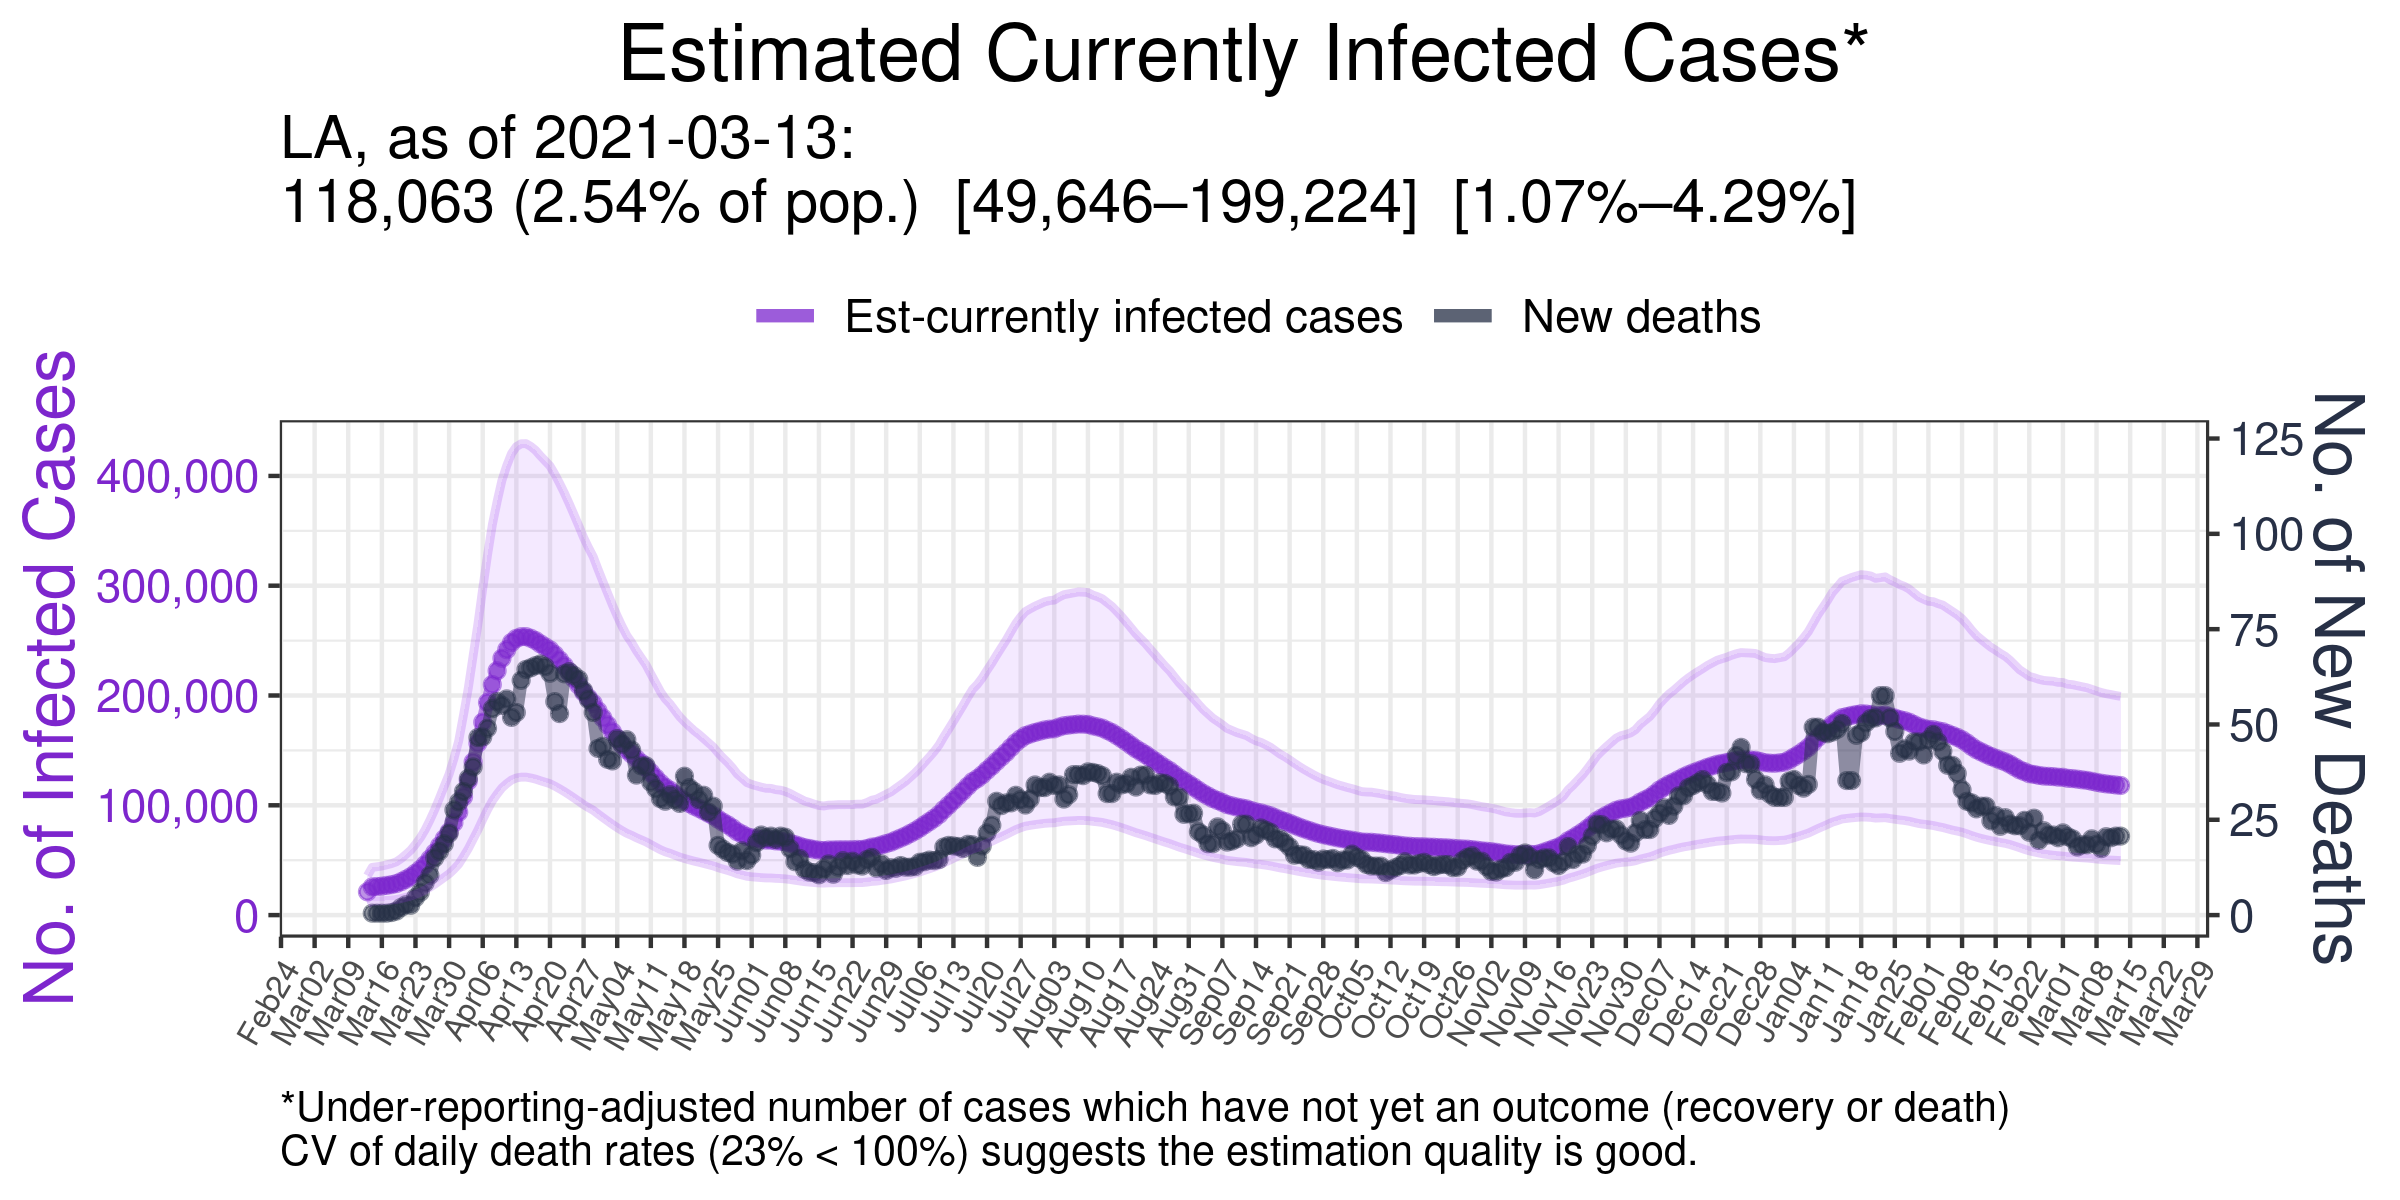 Estimated Currently Infected Cases*
LA, as of 2021-03-13:
118,063 (2.54% of pop.) [49,646–199,224] [1.07%–4.29%]
Est-currently infected cases
New deaths
No. of Infected Cases
400,000
300,000
200,000
100,000
0
No. of New Deaths
125
100
75
50
25
0
Feb24
Mar02
Mar09
Mar16
Mar23
Mar30
Apr06
Apr13
Apr20
Apr27
May04
May11
May18
May25
Jun01
Jun08
Jun15
Jun22
Jun29
Jul06
Jul13
Jul20
Jul27
Aug03
Aug10
Aug17
Aug24
Aug31
Sep07
Sep14
Sep21
Sep28
Oct05
Oct12
Oct19
Oct26
Nov02
Nov09
Nov16
Nov23
Nov30
Dec07
Dec14
Dec21
Dec28
Jan04
Jan11
Jan18
Jan25
Feb01
Feb08
Feb15
Feb22
Mar01
Mar08
Mar15
Mar22
Mar29
*Under-reporting-adjusted number of cases which have not yet an outcome (recovery or death)
CV of daily death rates (23% < 100%) suggests the estimation quality is good.